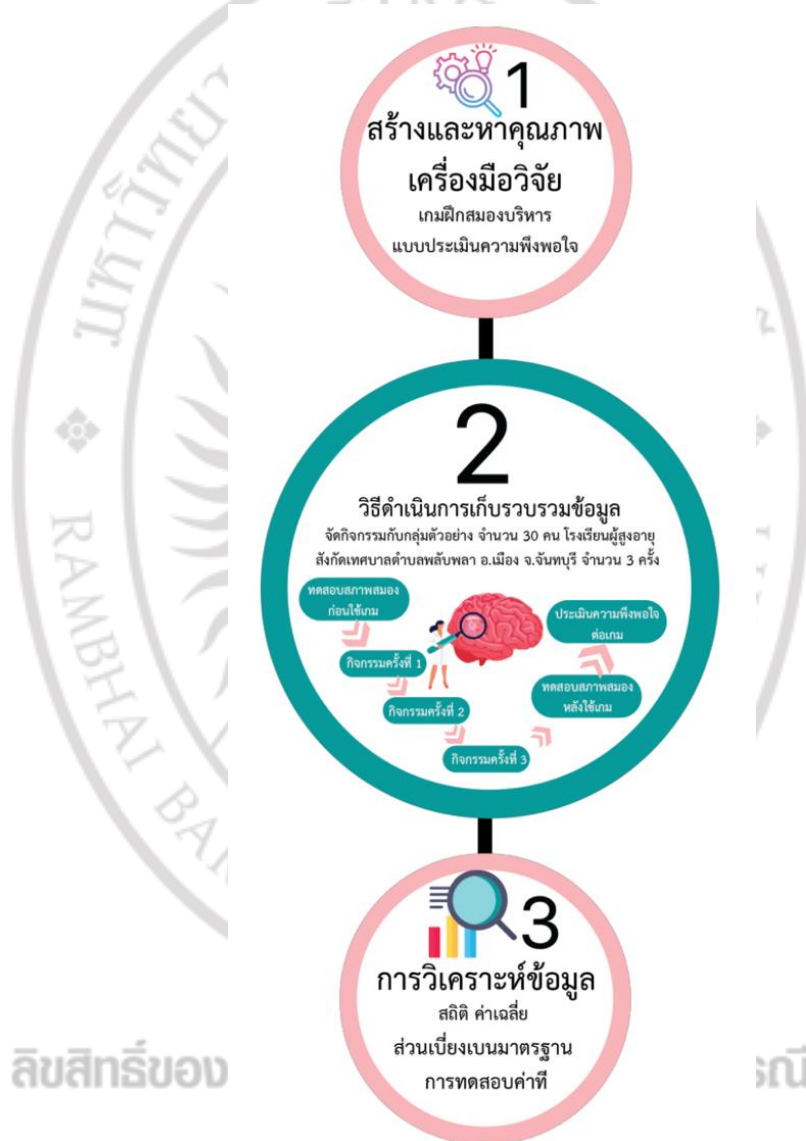 1
สร้างและหาคุณภาพ
เครื่องมือวิจัย
เกมฝึกสมองบริหาร
แบบประเมินความพึงพอใจ
2
วิธีดำเนินการเก็บรวบรวมข้อมูล
จัดกิจกรรมกับกลุ่มตัวอย่าง จำนวน 30 คน โรงเรียนผู้สูงอายุ
สังกัดเทศบาลตำบลพลับพลา อ.เมือง จ.จันทบุรี จำนวน 3 ครั้ง
ทดสอบสภาพสมอง
ก่อนใช้เกม
กิจกรรมครั้งที่ 1
กิจกรรมครั้งที่ 2
กิจกรรมครั้งที่ 3
ทดสอบสภาพสมอง
หลังใช้เกม
ประเมินความพึงพอใจ
ต่อเกม
3
การวิเคราะห์ข้อมูล
สถิติ ค่าเฉลี่ย
ส่วนเบี่ยงเบนมาตรฐาน
การทดสอบค่าที
RAMBHAI
ลิขสิทธิ์ของ